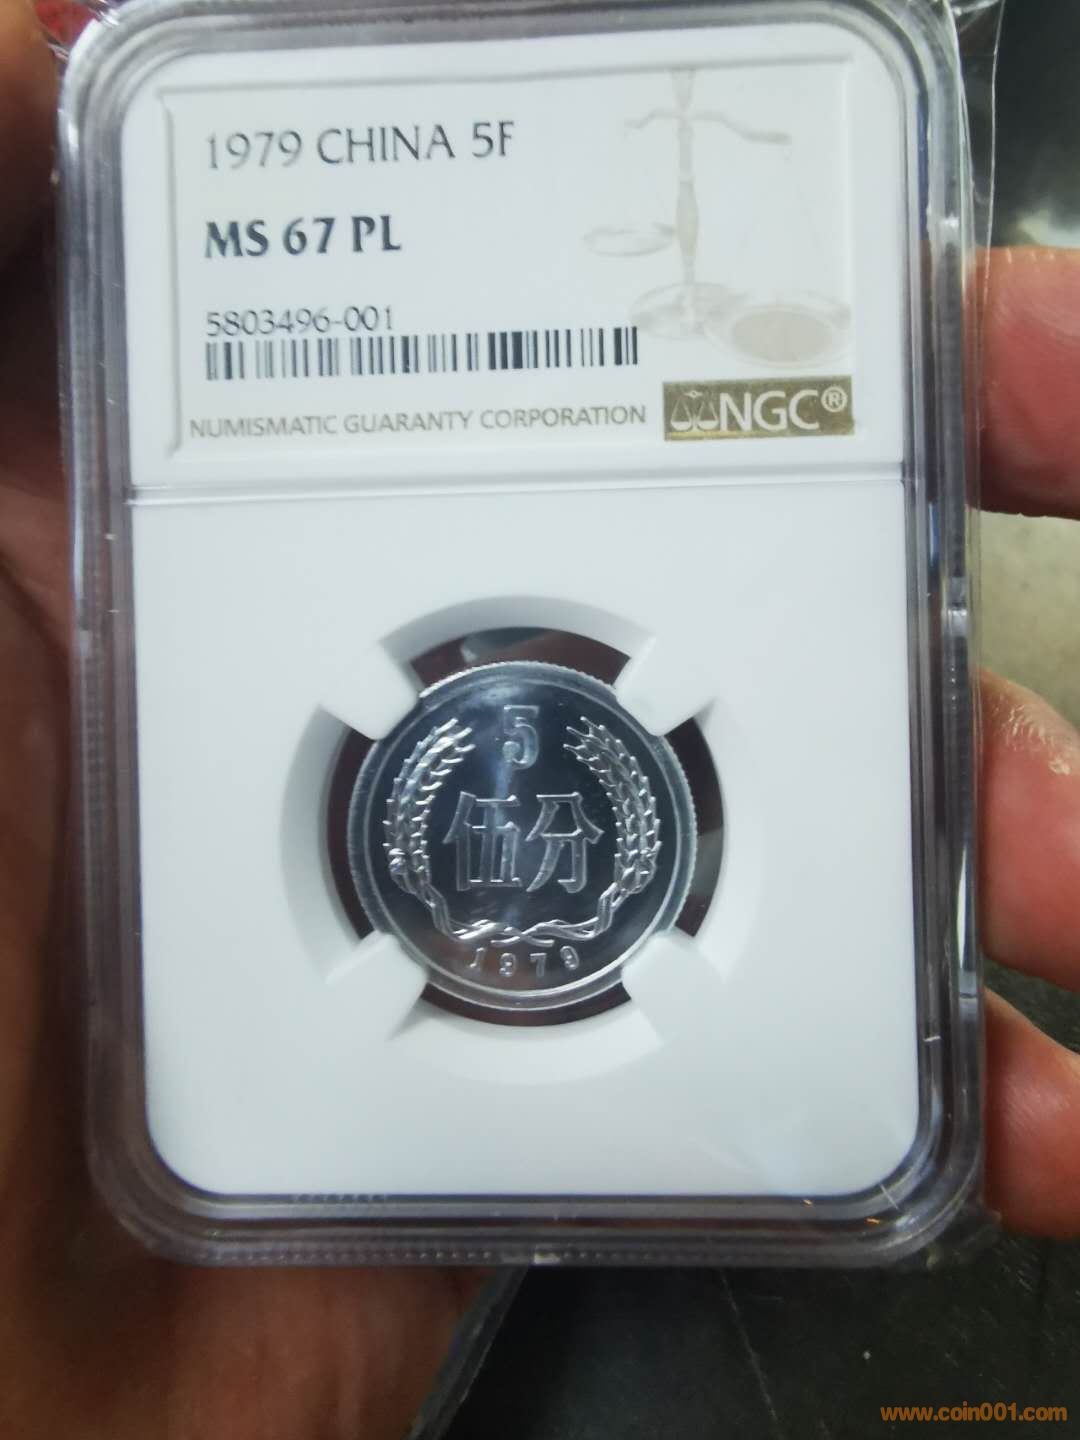 1979 CHINA 5F
MS 67 PL
5803496-001
NUMISMATIC GUARANTY CORPORATION
NGC®
5
伍分
1979
www.coin001.com